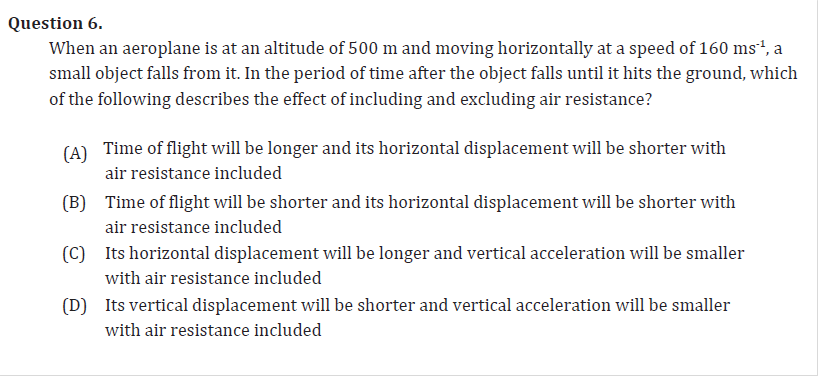 Question 6.
When an aeroplane is at an altitude of 500 m and moving horizontally at a speed of 160 ms⁻¹, a
small object falls from it. In the period of time after the object falls until it hits the ground, which
of the following describes the effect of including and excluding air resistance?
(A) Time of flight will be longer and its horizontal displacement will be shorter with
air resistance included
(B) Time of flight will be shorter and its horizontal displacement will be shorter with
air resistance included
(C) Its horizontal displacement will be longer and vertical acceleration will be smaller
with air resistance included
(D) Its vertical displacement will be shorter and vertical acceleration will be smaller
with air resistance included